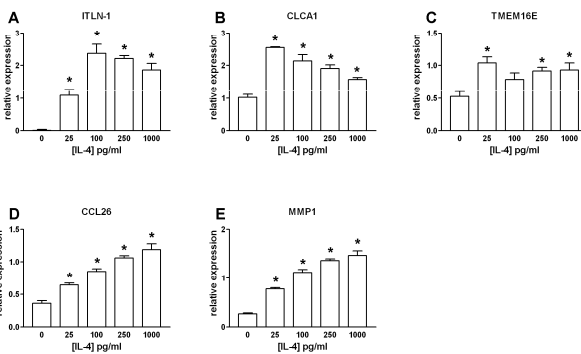 A ITLN-1
relative expression
3
2
1
0
* * * *
0 25 100 250 1000
[IL-4] pg/ml
B CLCA1
relative expression
3
2
1
0
* * * *
0 25 100 250 1000
[IL-4] pg/ml
C TMEM16E
relative expression
1.5
1.0
0.5
0.0
* * *
0 25 100 250 1000
[IL-4] pg/ml
D CCL26
relative expression
1.5
1.0
0.5
0.0
* * * *
0 25 100 250 1000
[IL-4] pg/ml
E MMP1
relative expression
2
1
0
* * * *
0 25 100 250 1000
[IL-4] pg/ml